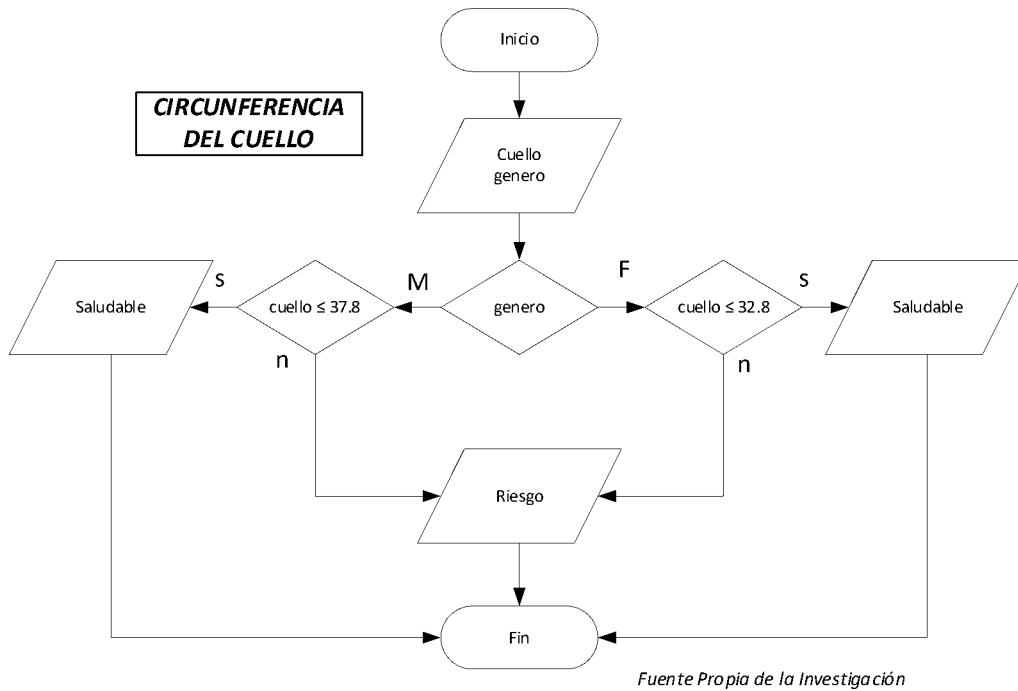 Inicio
CIRCUNFERENCIA
DEL CUELLO
Cuello
genero
s
M
F
s
Saludable
cuello ≤ 37.8
genero
cuello ≤ 32.8
Saludable
n
n
Riesgo
Fin
Fuente Propia de la Investigación